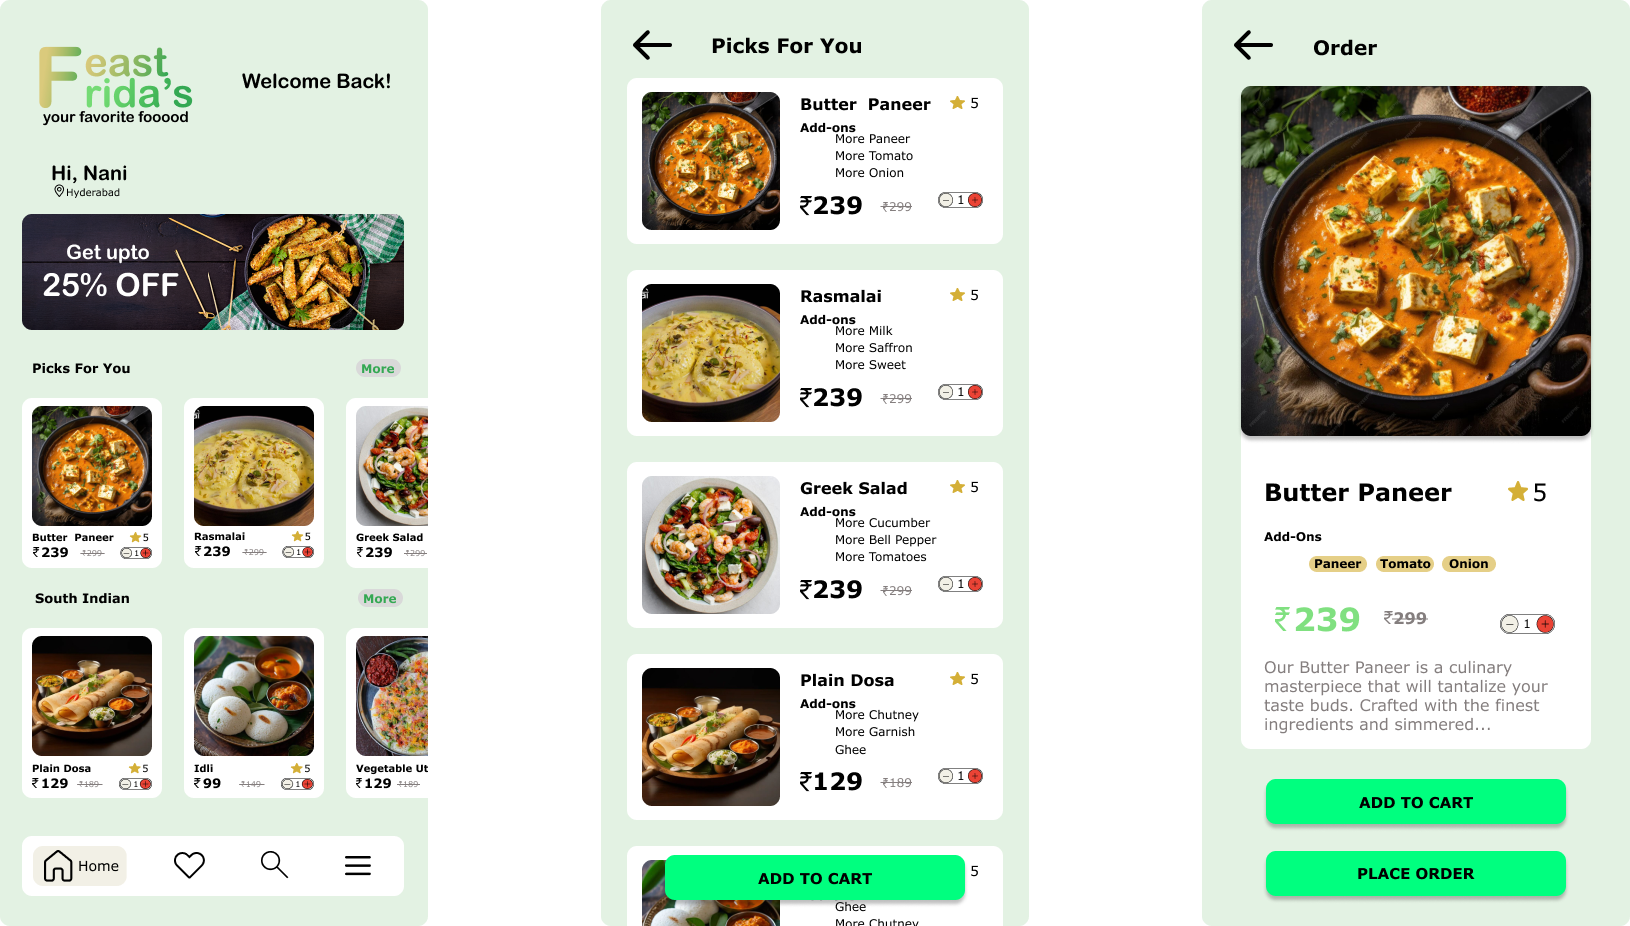 Feast
Frida's
your favorite fooood
Welcome Back!
Hi, Nani
Hyderabad
Get upto
25% OFF
Picks For You
More
Butter Paneer
5
₹239
₹299
1
Rasmalai
5
₹239
₹299
1
Greek Salad
₹239
₹299
South Indian
More
Plain Dosa
5
₹129
₹189
1
Idli
5
₹99
₹149
1
Vegetable Ut
₹129
₹189
Home
Picks For You
Butter Paneer
5
Add-ons
More Paneer
More Tomato
More Onion
₹239
₹299
1
Rasmalai
5
Add-ons
More Milk
More Saffron
More Sweet
₹239
₹299
1
Greek Salad
5
Add-ons
More Cucumber
More Bell Pepper
More Tomatoes
₹239
₹299
1
Plain Dosa
5
Add-ons
More Chutney
More Garnish
Ghee
₹129
₹189
1
5
ADD TO CART
Ghee
More Chutney
Order
Butter Paneer
5
Add-Ons
Paneer Tomato Onion
₹239
₹299
1
Our Butter Paneer is a culinary
masterpiece that will tantalize your
taste buds. Crafted with the finest
ingredients and simmered...
ADD TO CART
PLACE ORDER